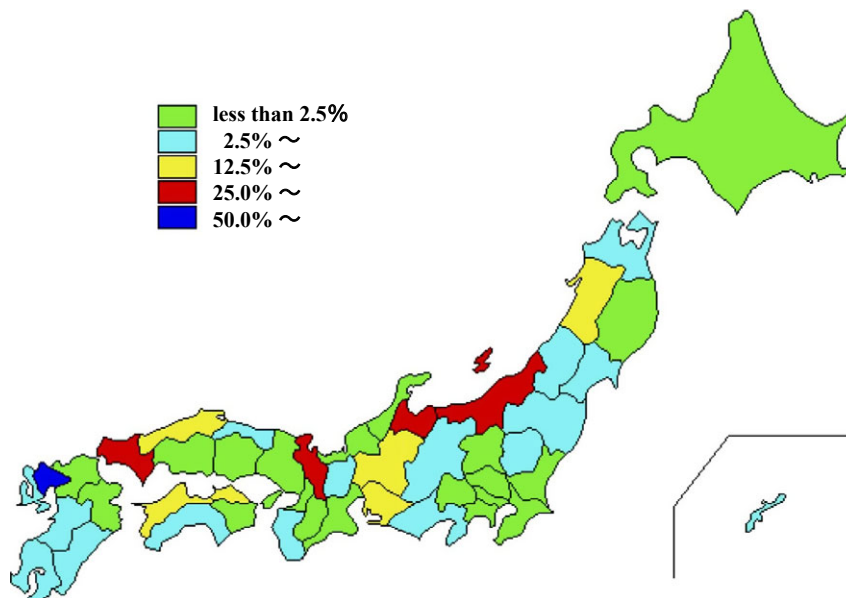 less than 2.5%
2.5% ～
12.5% ～
25.0% ～
50.0% ～